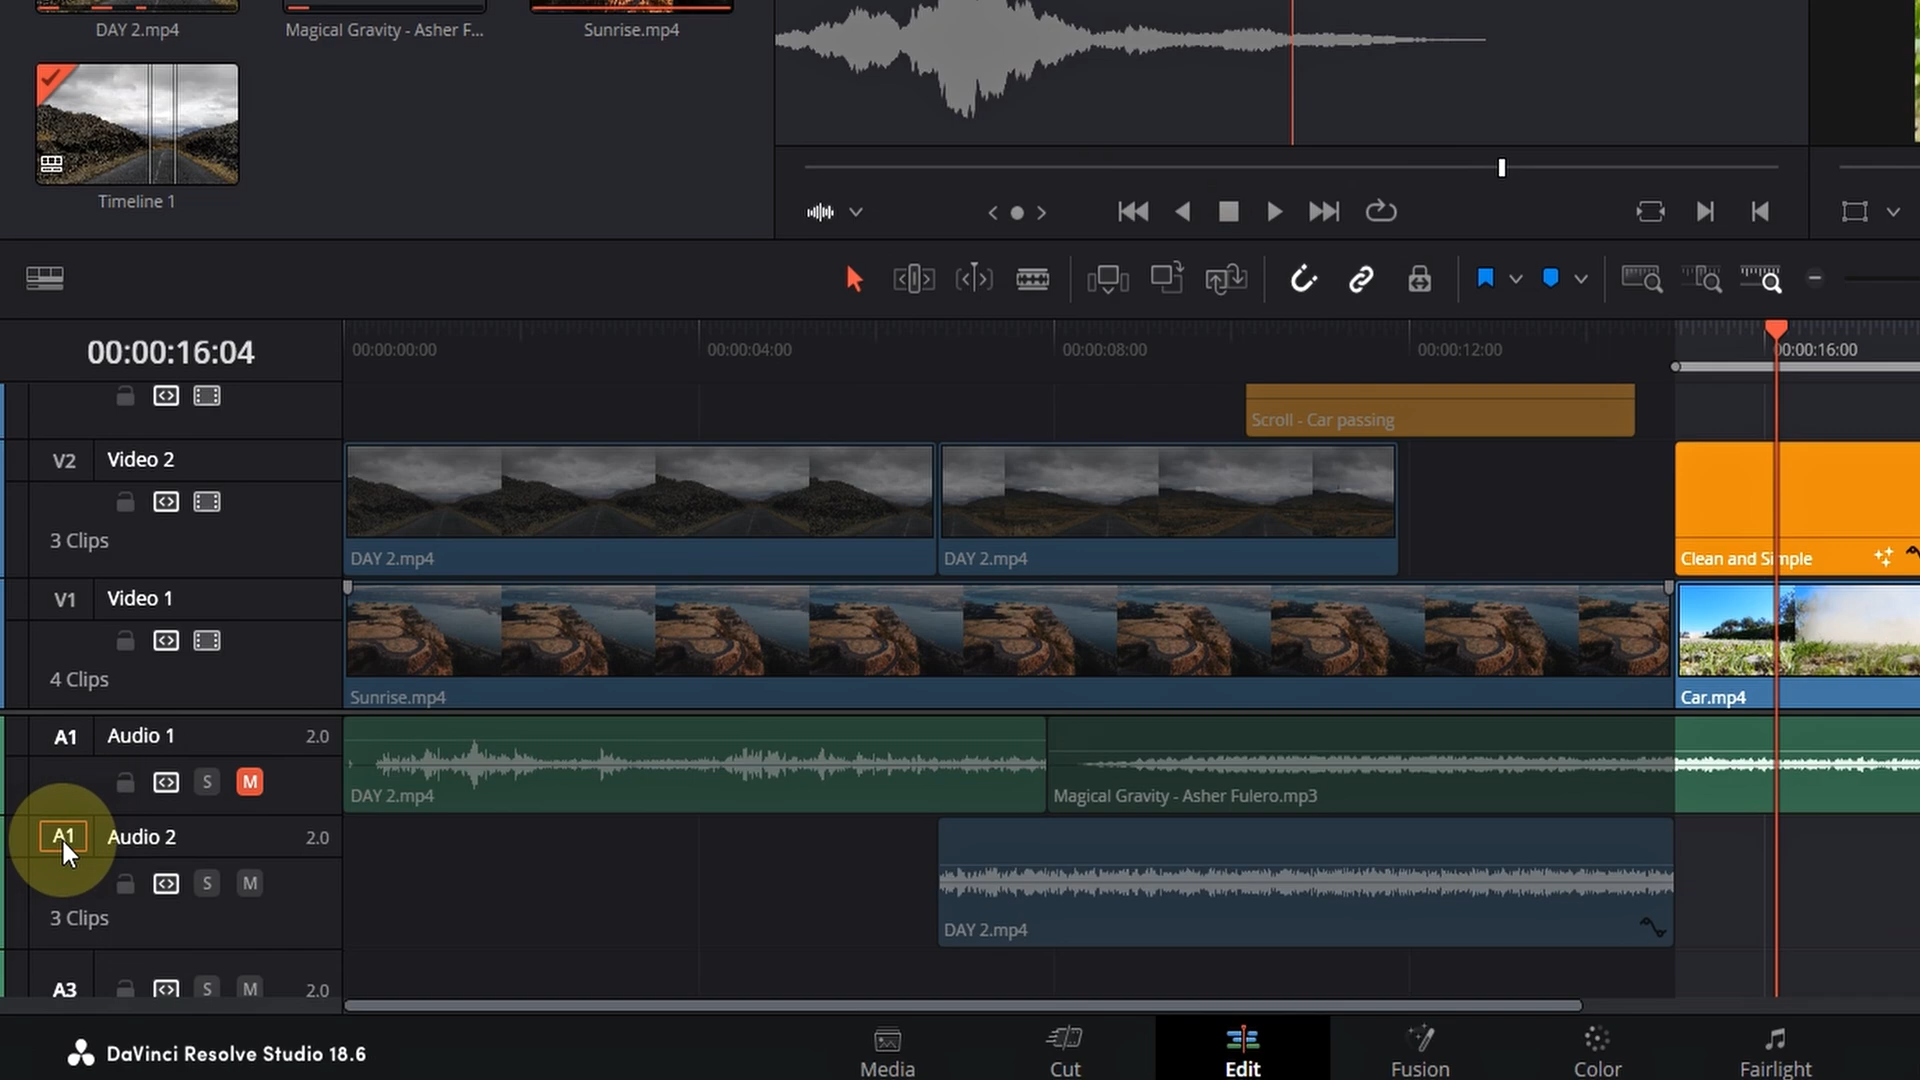 DAY 2.mp4
Magical Gravity - Asher F...
Sunrise.mp4
Timeline 1
00:00:16:04
00:00:00:00
00:00:04:00
00:00:08:00
00:00:12:00
00:00:16:00
Scroll - Car passing
V2
Video 2
3 Clips
DAY 2.mp4
DAY 2.mp4
Clean and Simple
V1
Video 1
4 Clips
Sunrise.mp4
Car.mp4
A1
Audio 1
2.0
S
M
DAY 2.mp4
Magical Gravity - Asher Fulero.mp3
A1
Audio 2
2.0
S
M
3 Clips
DAY 2.mp4
A3
S
M
2.0
DaVinci Resolve Studio 18.6
Media
Cut
Edit
Fusion
Color
Fairlight